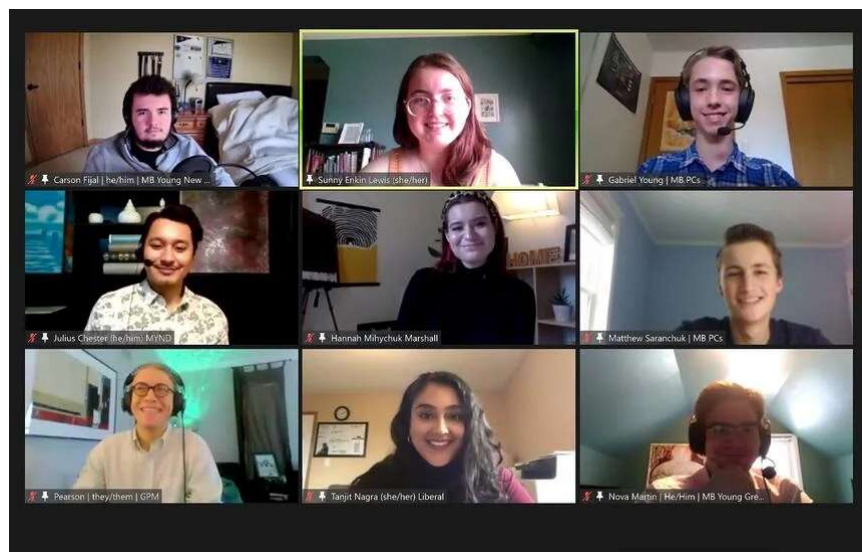 Carson Fijal | he/him | MB Young New ...
Sunny Enkin Lewis (she/her)
Gabriel Young | MB PCs
Julius Chester (he/him) MYND
Hannah Mihychuk Marshall
HOME
Matthew Saranchuk | MB PCs
Pearson | they/them | GPM
Tanjit Nagra (she/her) Liberal
Nova Martin | He/Him | MB Young Gre...